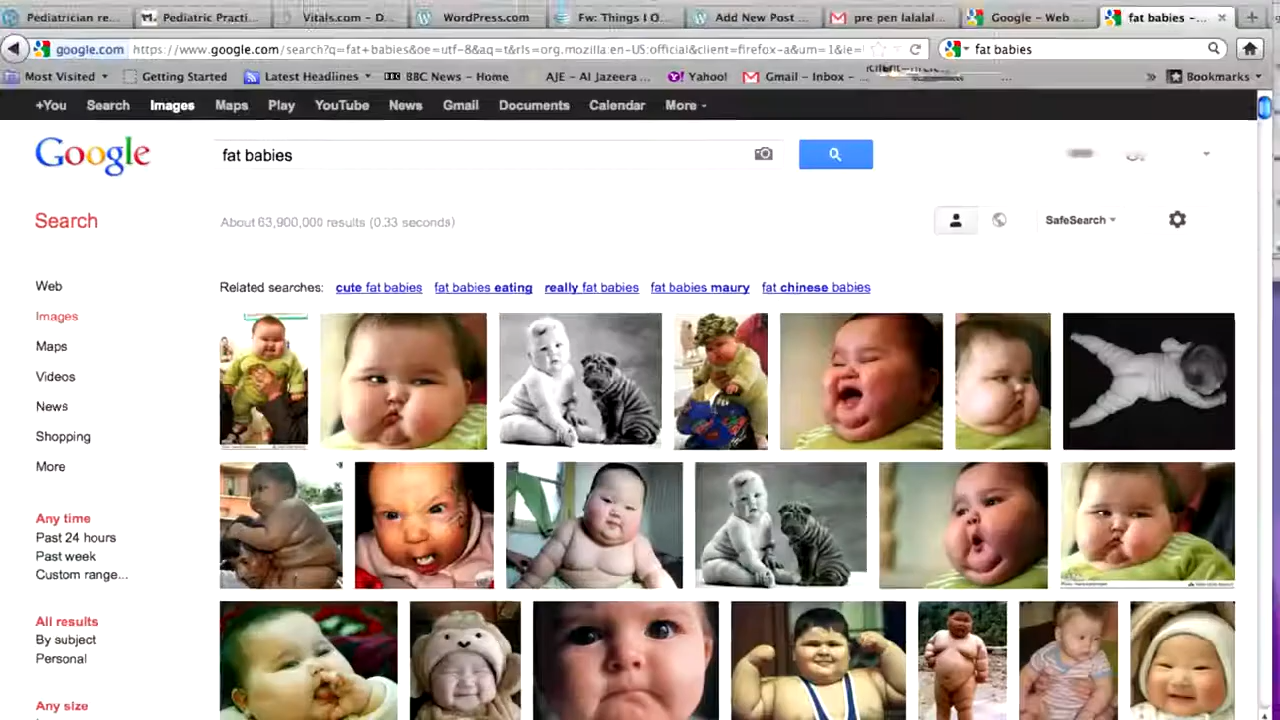 Pediatrician re...
Pediatric Practi...
Vitals.com – D...
WordPress.com
Fw: Things I O...
Add New Post ...
pre pen lalalal...
Google – Web ...
fat babies –...
google.com
https://www.google.com/search?q=fat+babies&oe=utf-8&aq=t&rls=org.mozilla:en-US:official&client=firefox-a&um=1&ie=
fat babies
Most Visited
Getting Started
Latest Headlines
BBC News – Home
AJE – Al Jazeera ...
Yahoo!
Gmail – Inbox – ...
Bookmarks
+You Search Images Maps Play YouTube News Gmail Documents Calendar More
Google
fat babies
Search
About 63,900,000 results (0.33 seconds)
SafeSearch
Web
Images
Maps
Videos
News
Shopping
More
Any time
Past 24 hours
Past week
Custom range...
All results
By subject
Personal
Any size
Related searches: cute fat babies fat babies eating really fat babies fat babies maury fat chinese babies